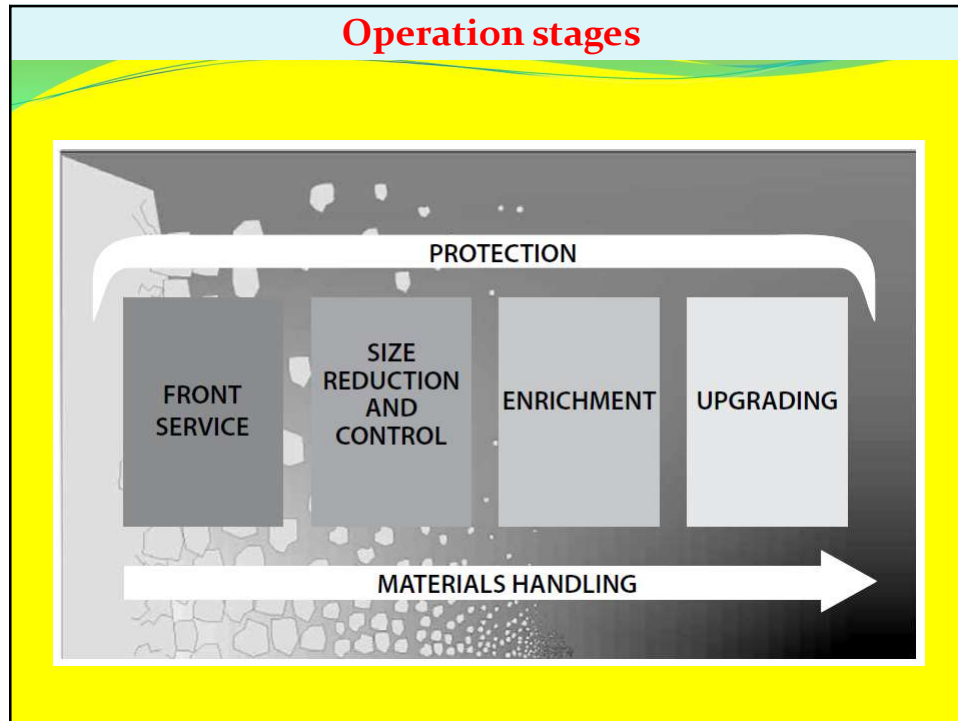 Operation stages
PROTECTION
FRONT
SERVICE
SIZE
REDUCTION
AND
CONTROL
ENRICHMENT
UPGRADING
MATERIALS HANDLING